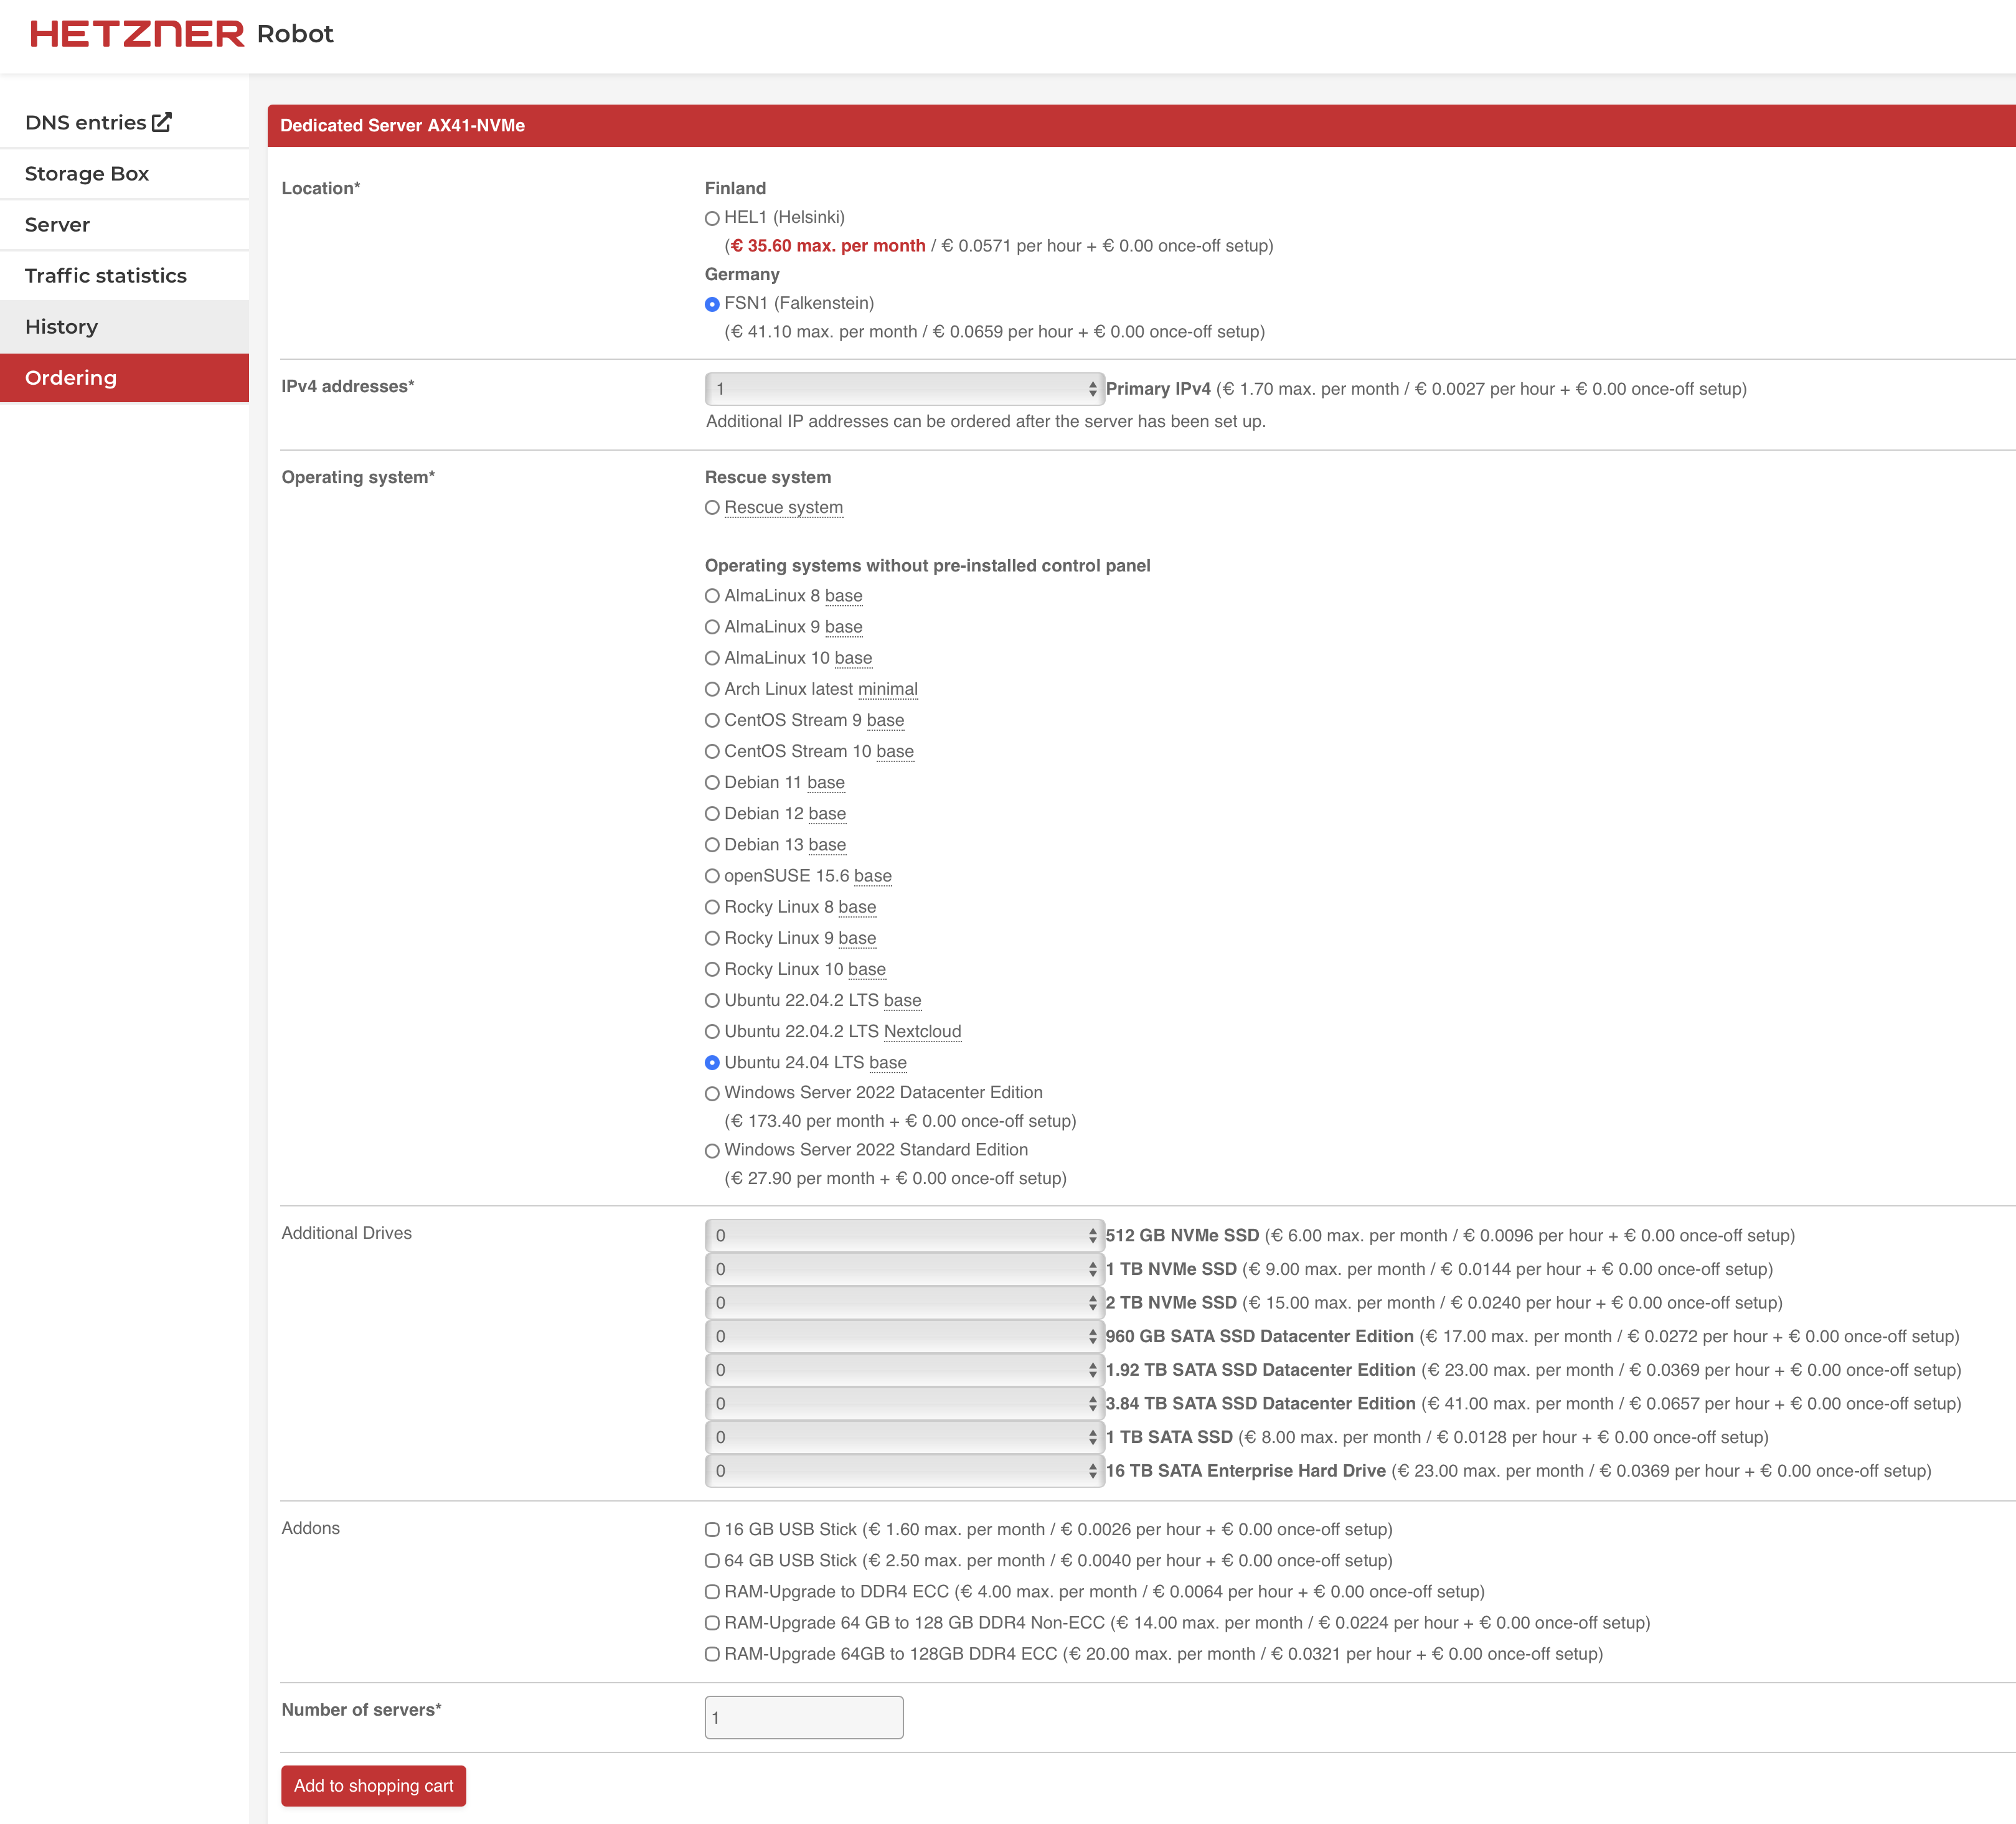 HETZNER Robot
DNS entries
Storage Box
Server
Traffic statistics
History
Ordering
Dedicated Server AX41-NVMe
Location*
Finland
HEL1 (Helsinki)
(€ 35.60 max. per month / € 0.0571 per hour + € 0.00 once-off setup)
Germany
FSN1 (Falkenstein)
(€ 41.10 max. per month / € 0.0659 per hour + € 0.00 once-off setup)
IPv4 addresses*
1 Primary IPv4 (€ 1.70 max. per month / € 0.0027 per hour + € 0.00 once-off setup)
Additional IP addresses can be ordered after the server has been set up.
Operating system*
Rescue system
Rescue system
Operating systems without pre-installed control panel
AlmaLinux 8 base
AlmaLinux 9 base
AlmaLinux 10 base
Arch Linux latest minimal
CentOS Stream 9 base
CentOS Stream 10 base
Debian 11 base
Debian 12 base
Debian 13 base
openSUSE 15.6 base
Rocky Linux 8 base
Rocky Linux 9 base
Rocky Linux 10 base
Ubuntu 22.04.2 LTS base
Ubuntu 22.04.2 LTS Nextcloud
Ubuntu 24.04 LTS base
Windows Server 2022 Datacenter Edition
(€ 173.40 per month + € 0.00 once-off setup)
Windows Server 2022 Standard Edition
(€ 27.90 per month + € 0.00 once-off setup)
Additional Drives
0 512 GB NVMe SSD (€ 6.00 max. per month / € 0.0096 per hour + € 0.00 once-off setup)
0 1 TB NVMe SSD (€ 9.00 max. per month / € 0.0144 per hour + € 0.00 once-off setup)
0 2 TB NVMe SSD (€ 15.00 max. per month / € 0.0240 per hour + € 0.00 once-off setup)
0 960 GB SATA SSD Datacenter Edition (€ 17.00 max. per month / € 0.0272 per hour + € 0.00 once-off setup)
0 1.92 TB SATA SSD Datacenter Edition (€ 23.00 max. per month / € 0.0369 per hour + € 0.00 once-off setup)
0 3.84 TB SATA SSD Datacenter Edition (€ 41.00 max. per month / € 0.0657 per hour + € 0.00 once-off setup)
0 1 TB SATA SSD (€ 8.00 max. per month / € 0.0128 per hour + € 0.00 once-off setup)
0 16 TB SATA Enterprise Hard Drive (€ 23.00 max. per month / € 0.0369 per hour + € 0.00 once-off setup)
Addons
16 GB USB Stick (€ 1.60 max. per month / € 0.0026 per hour + € 0.00 once-off setup)
64 GB USB Stick (€ 2.50 max. per month / € 0.0040 per hour + € 0.00 once-off setup)
RAM-Upgrade to DDR4 ECC (€ 4.00 max. per month / € 0.0064 per hour + € 0.00 once-off setup)
RAM-Upgrade 64 GB to 128 GB DDR4 Non-ECC (€ 14.00 max. per month / € 0.0224 per hour + € 0.00 once-off setup)
RAM-Upgrade 64GB to 128GB DDR4 ECC (€ 20.00 max. per month / € 0.0321 per hour + € 0.00 once-off setup)
Number of servers*
1
Add to shopping cart